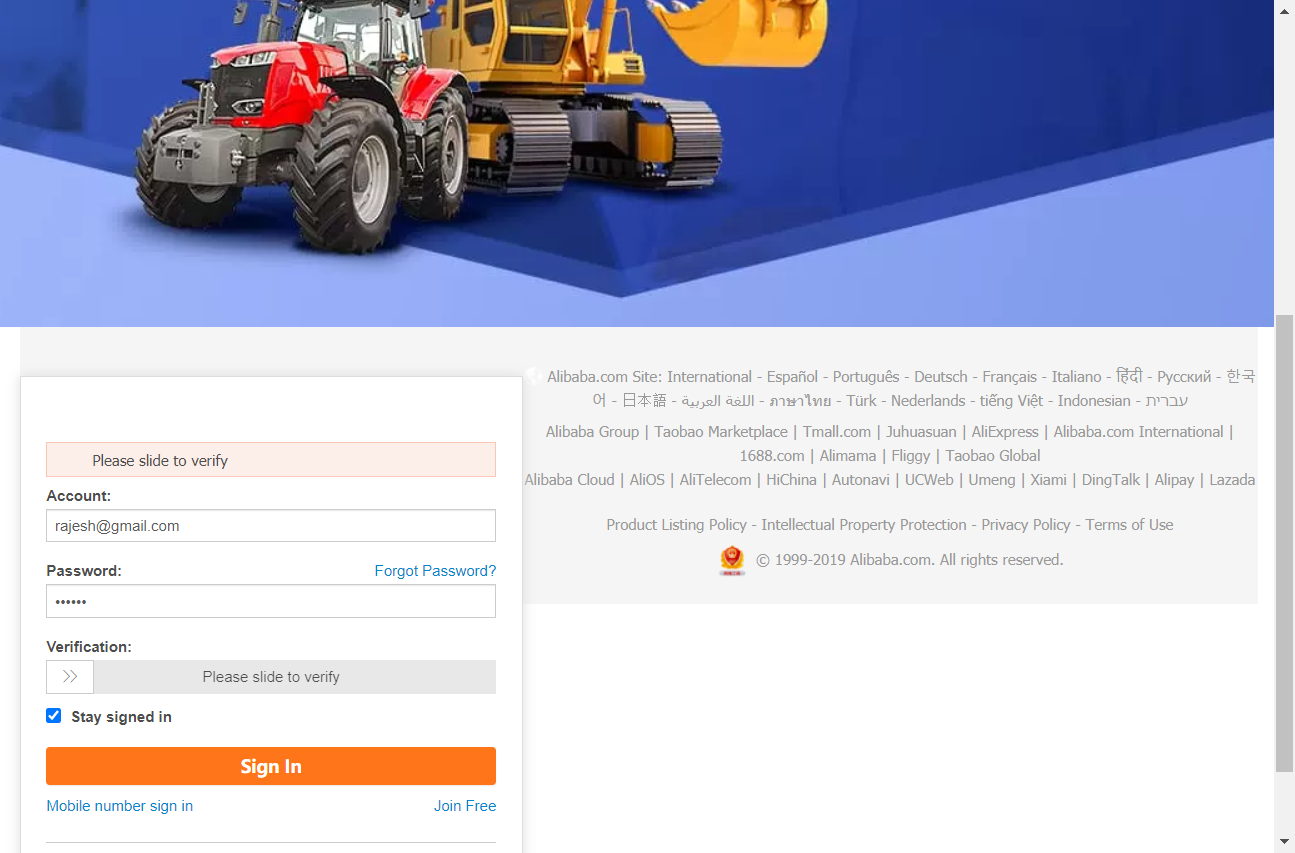 Alibaba.com Site: International - Español - Português - Deutsch - Français - Italiano - हिंदी - Русский - 한국
어 - 日本語 - اللغة العربية - ภาษาไทย - Türk - Nederlands - tiếng Việt - Indonesian - עברית
Alibaba Group | Taobao Marketplace | Tmall.com | Juhuasuan | AliExpress | Alibaba.com International |
1688.com | Alimama | Fliggy | Taobao Global
Alibaba Cloud | AliOS | AliTelecom | HiChina | Autonavi | UCWeb | Umeng | Xiami | DingTalk | Alipay | Lazada
Product Listing Policy - Intellectual Property Protection - Privacy Policy - Terms of Use
© 1999-2019 Alibaba.com. All rights reserved.
Please slide to verify
Account:
rajesh@gmail.com
Password: Forgot Password?
••••••
Verification:
Please slide to verify
Stay signed in
Sign In
Mobile number sign in Join Free